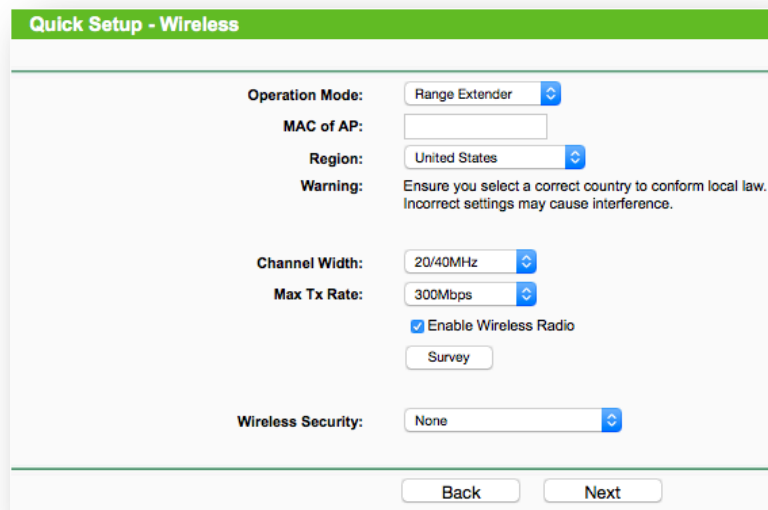 Quick Setup - Wireless
Operation Mode: Range Extender
MAC of AP:
Region: United States
Warning: Ensure you select a correct country to conform local law.
Incorrect settings may cause interference.
Channel Width: 20/40MHz
Max Tx Rate: 300Mbps
Enable Wireless Radio
Survey
Wireless Security: None
Back Next